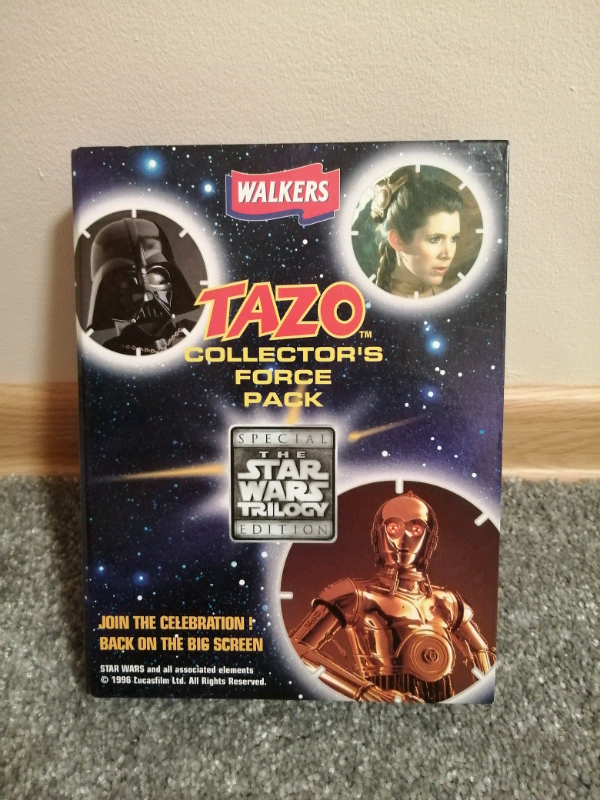 WALKERS
TAZO™
COLLECTOR'S
FORCE
PACK
SPECIAL
THE
STAR
WARS
TRILOGY
EDITION
JOIN THE CELEBRATION !
BACK ON THE BIG SCREEN
STAR WARS and all associated elements
© 1996 Lucasfilm Ltd. All Rights Reserved.